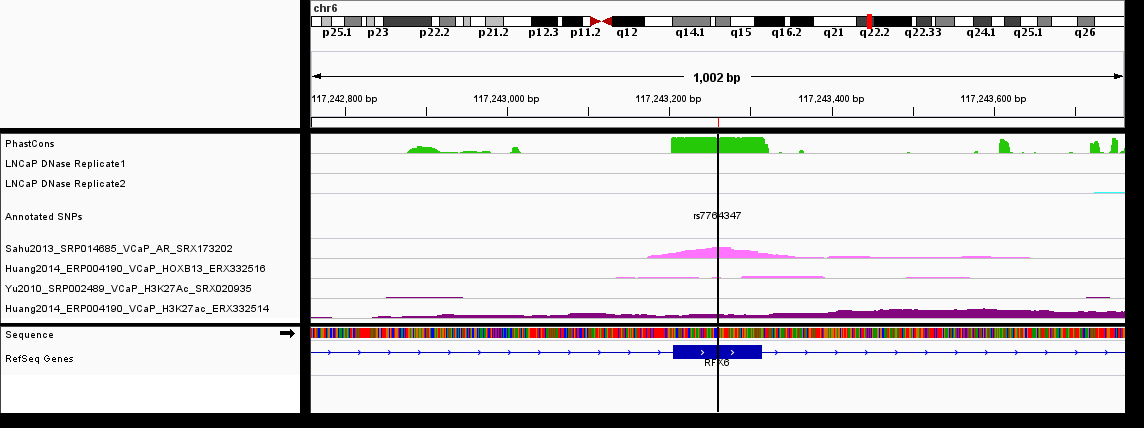 chr6
p25.1 p23 p22.2 p21.2 p12.3 p11.2 q12 q14.1 q15 q16.2 q21 q22.2 q22.33 q24.1 q25.1 q26
1,002 bp
117,242,800 bp 117,243,000 bp 117,243,200 bp 117,243,400 bp 117,243,600 bp
PhastCons
LNCaP DNase Replicate1
LNCaP DNase Replicate2
Annotated SNPs
rs7764347
Sahu2013_SRP014685_VCaP_AR_SRX173202
Huang2014_ERP004190_VCaP_HOXB13_ERX332516
Yu2010_SRP002489_VCaP_H3K27Ac_SRX020935
Huang2014_ERP004190_VCaP_H3K27ac_ERX332514
Sequence
RefSeq Genes
RFX6